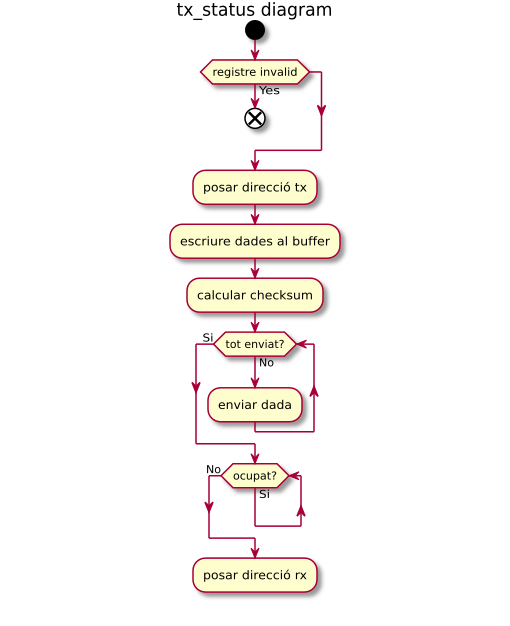 tx_status diagram
registre invalid
Yes
posar direcció tx
escriure dades al buffer
calcular checksum
Si
tot enviat?
No
enviar dada
No
ocupat?
Si
posar direcció rx